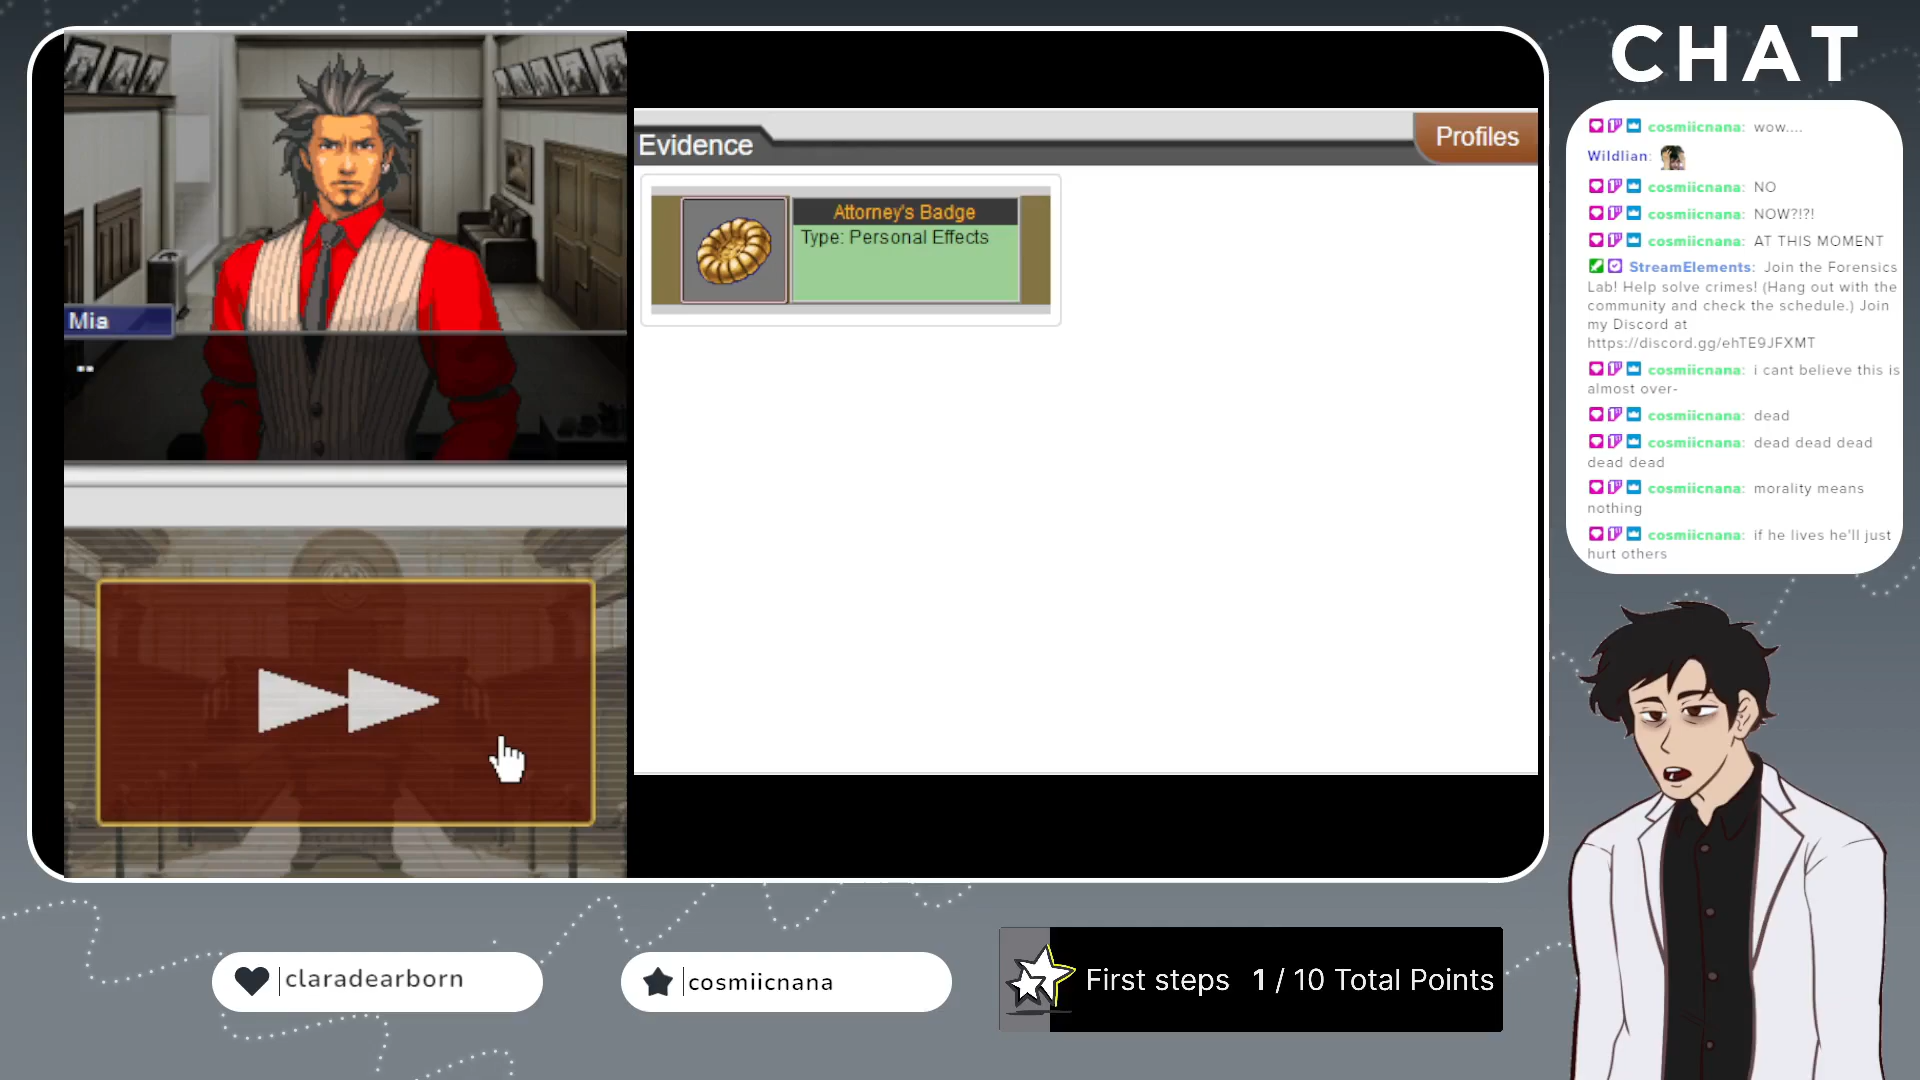 CHAT
cosmiicnana: wow....
Wildlian:
cosmiicnana: NO
cosmiicnana: NOW?!?!
cosmiicnana: AT THIS MOMENT
StreamElements: Join the Forensics
Lab! Help solve crimes! (Hang out with the
community and check the schedule.) Join
my Discord at
https://discord.gg/ehTE9JFXMT
cosmiicnana: i cant believe this is
almost over-
cosmiicnana: dead
cosmiicnana: dead dead dead
dead dead
cosmiicnana: morality means
nothing
cosmiicnana: if he lives he'll just
hurt others
Evidence
Profiles
Attorney's Badge
Type: Personal Effects
Mia
..
claradearborn
cosmiicnana
First steps 1 / 10 Total Points